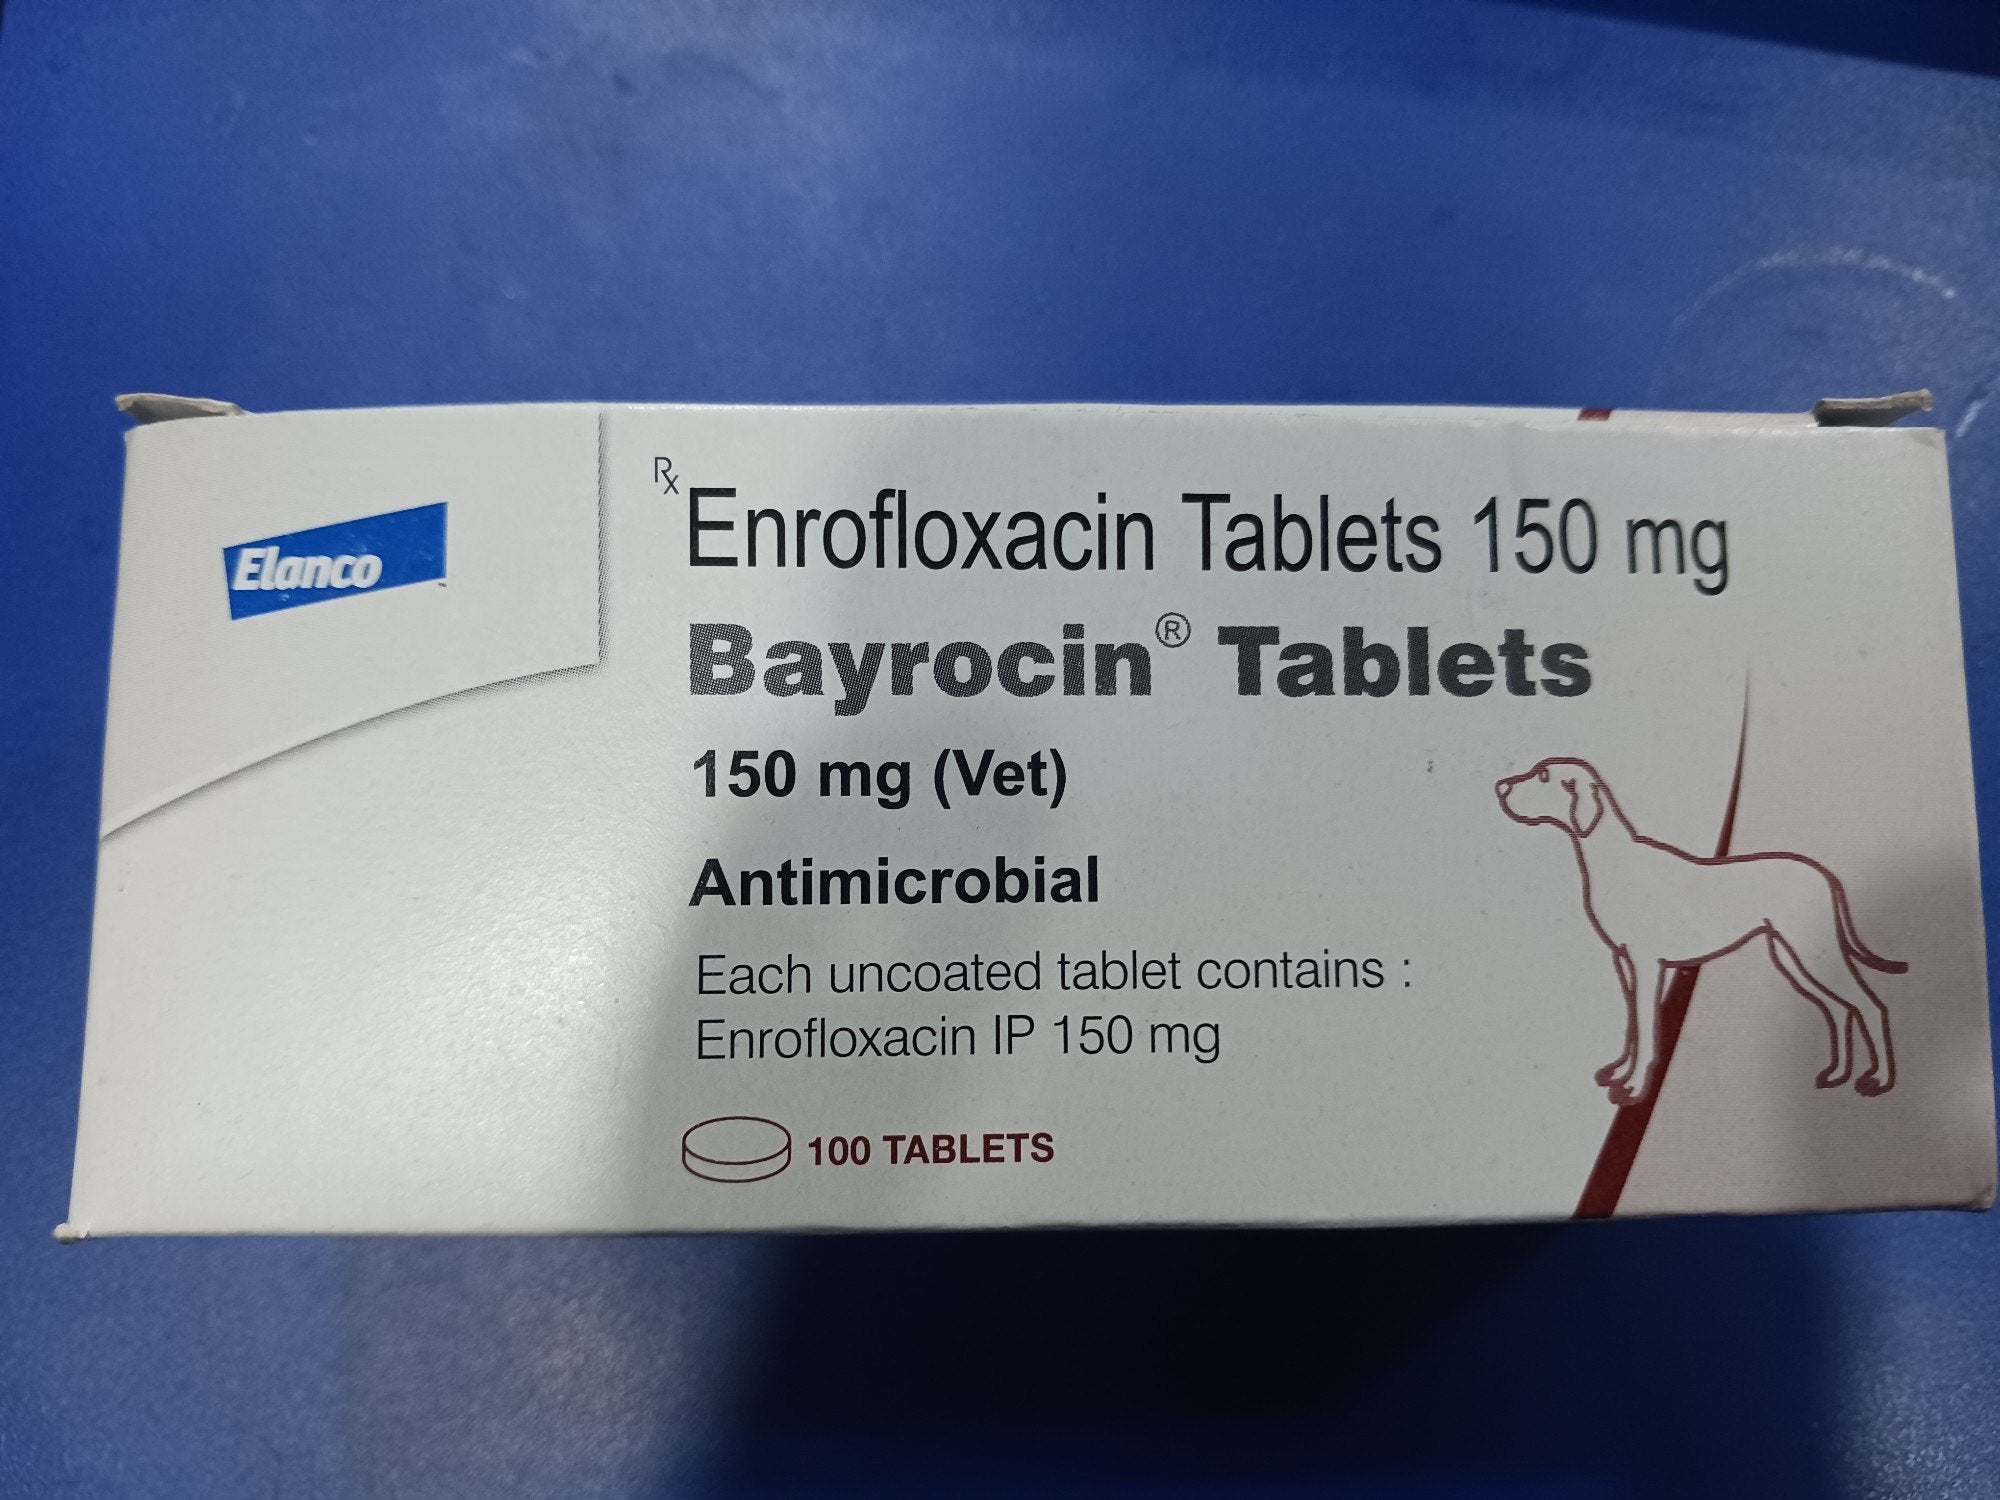 Elanco™
Rx Enrofloxacin Tablets 150 mg
Bayrocin® Tablets
150 mg (Vet)
Antimicrobial
Each uncoated tablet contains :
Enrofloxacin IP 150 mg
100 TABLETS